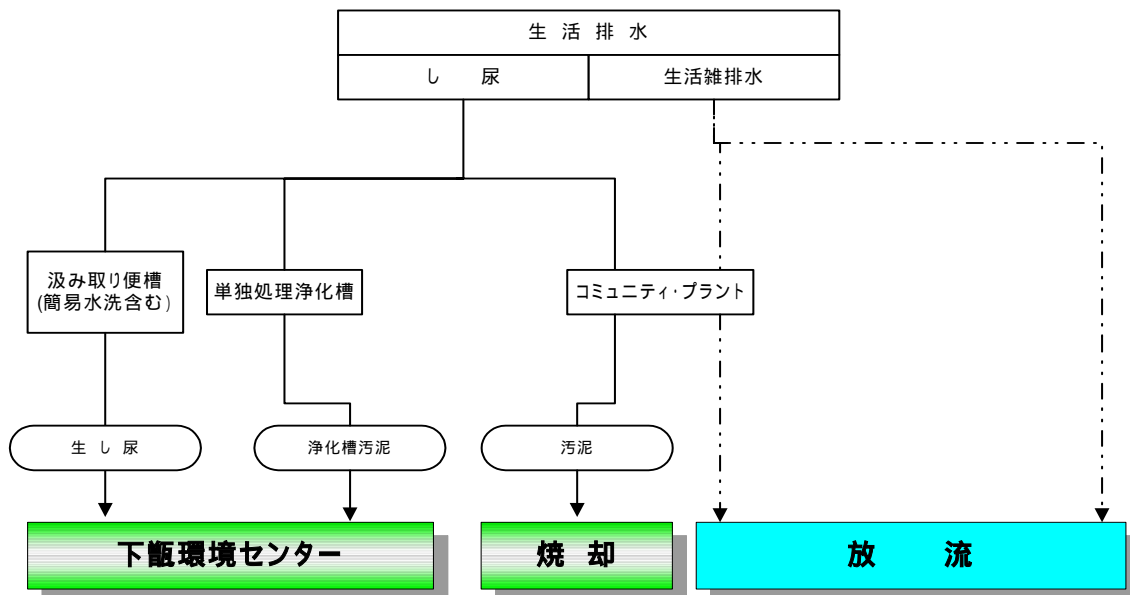 生 活 排 水
し 尿
生活雑排水
汲み取り便槽
(簡易水洗含む)
単独処理浄化槽
コミュニティ・プラント
生 し 尿
浄化槽汚泥
汚泥
下甑環境センター
焼 却
放 流